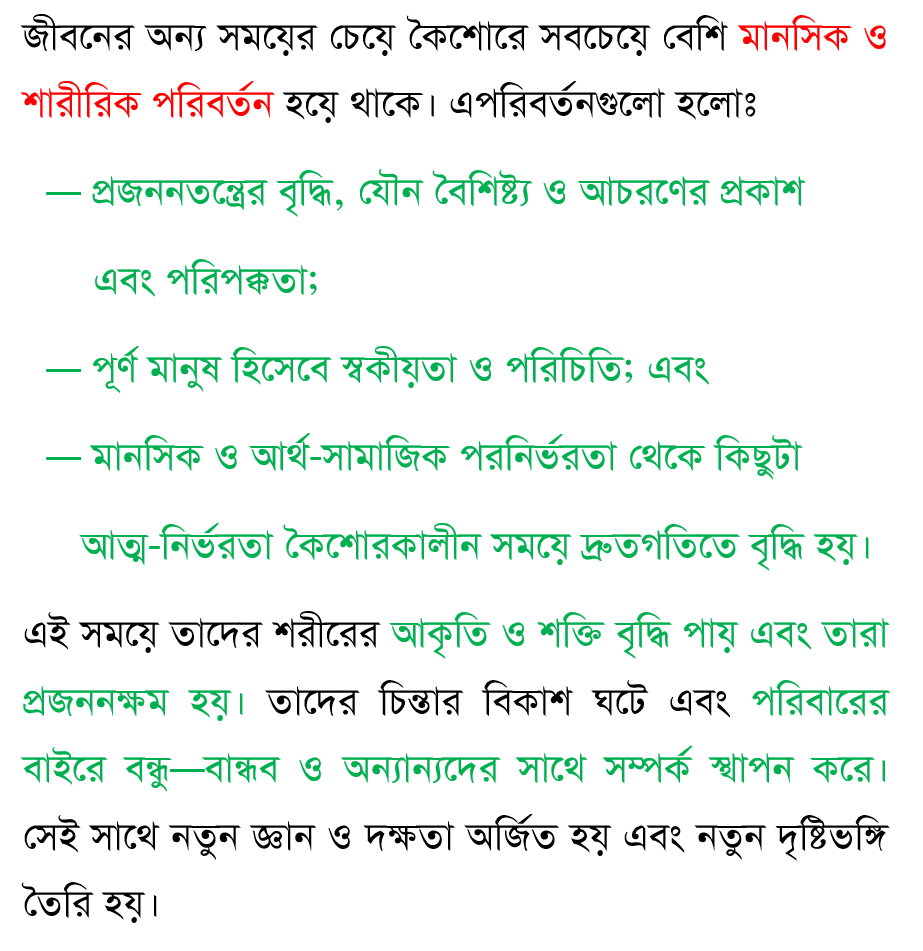 জীবনের অন্য সময়ের চেয়ে কৈশোরে সবচেয়ে বেশি মানসিক ও
শারীরিক পরিবর্তন হয়ে থাকে। এপরিবর্তনগুলো হলোঃ
— প্রজননতন্ত্রের বৃদ্ধি, যৌন বৈশিষ্ট্য ও আচরণের প্রকাশ
এবং পরিপক্কতা;
— পূর্ণ মানুষ হিসেবে স্বকীয়তা ও পরিচিতি; এবং
— মানসিক ও আর্থ-সামাজিক পরনির্ভরতা থেকে কিছুটা
আত্ম-নির্ভরতা কৈশোরকালীন সময়ে দ্রুতগতিতে বৃদ্ধি হয়।
এই সময়ে তাদের শরীরের আকৃতি ও শক্তি বৃদ্ধি পায় এবং তারা
প্রজননক্ষম হয়। তাদের চিন্তার বিকাশ ঘটে এবং পরিবারের
বাইরে বন্ধু—বান্ধব ও অন্যান্যদের সাথে সম্পর্ক স্থাপন করে।
সেই সাথে নতুন জ্ঞান ও দক্ষতা অর্জিত হয় এবং নতুন দৃষ্টিভঙ্গি
তৈরি হয়।